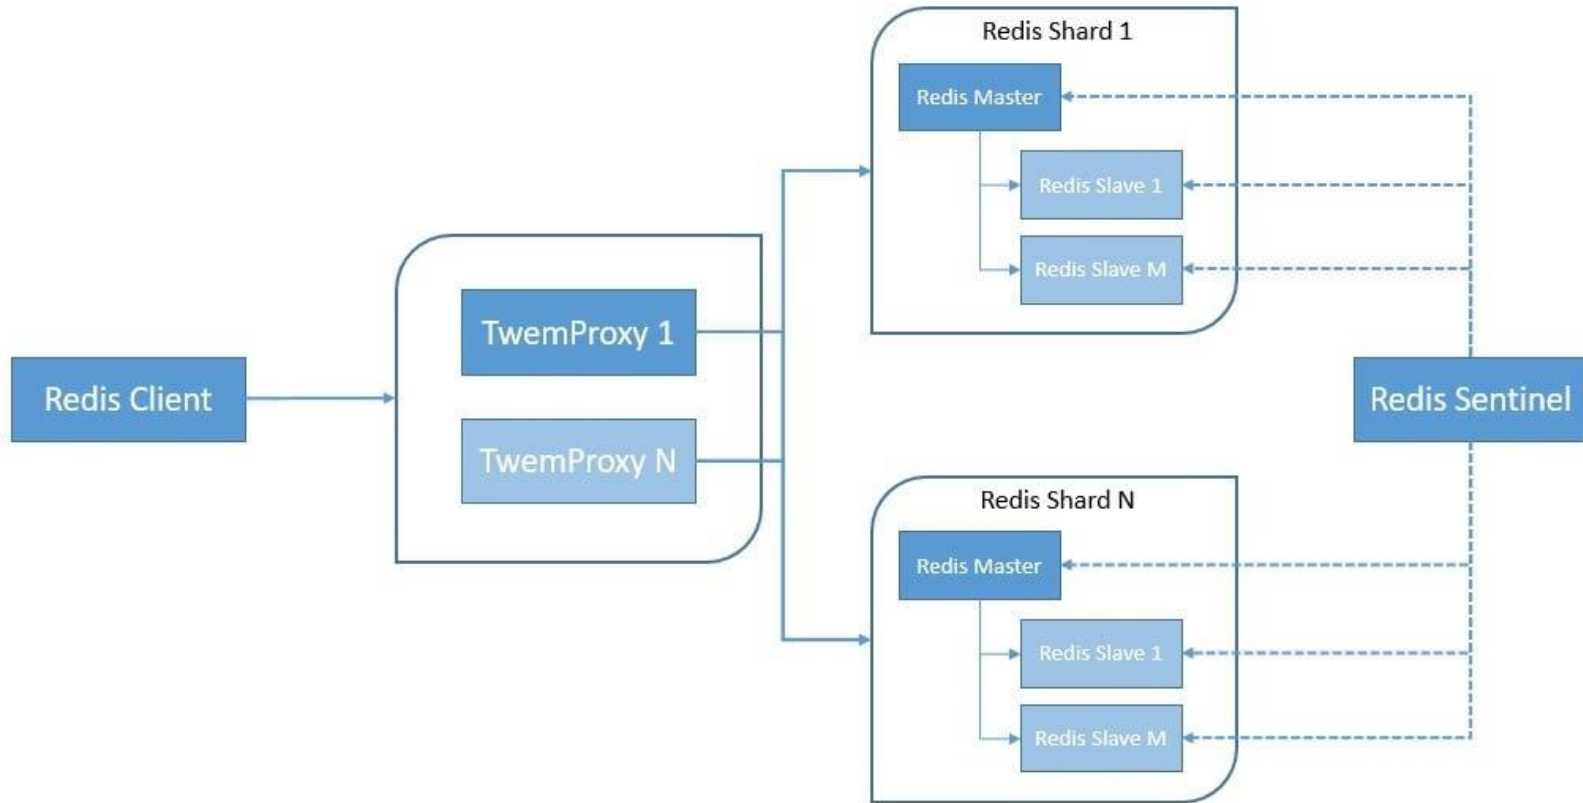 Redis Client
TwemProxy 1
TwemProxy N
Redis Shard 1
Redis Master
Redis Slave 1
Redis Slave M
Redis Shard N
Redis Master
Redis Slave 1
Redis Slave M
Redis Sentinel